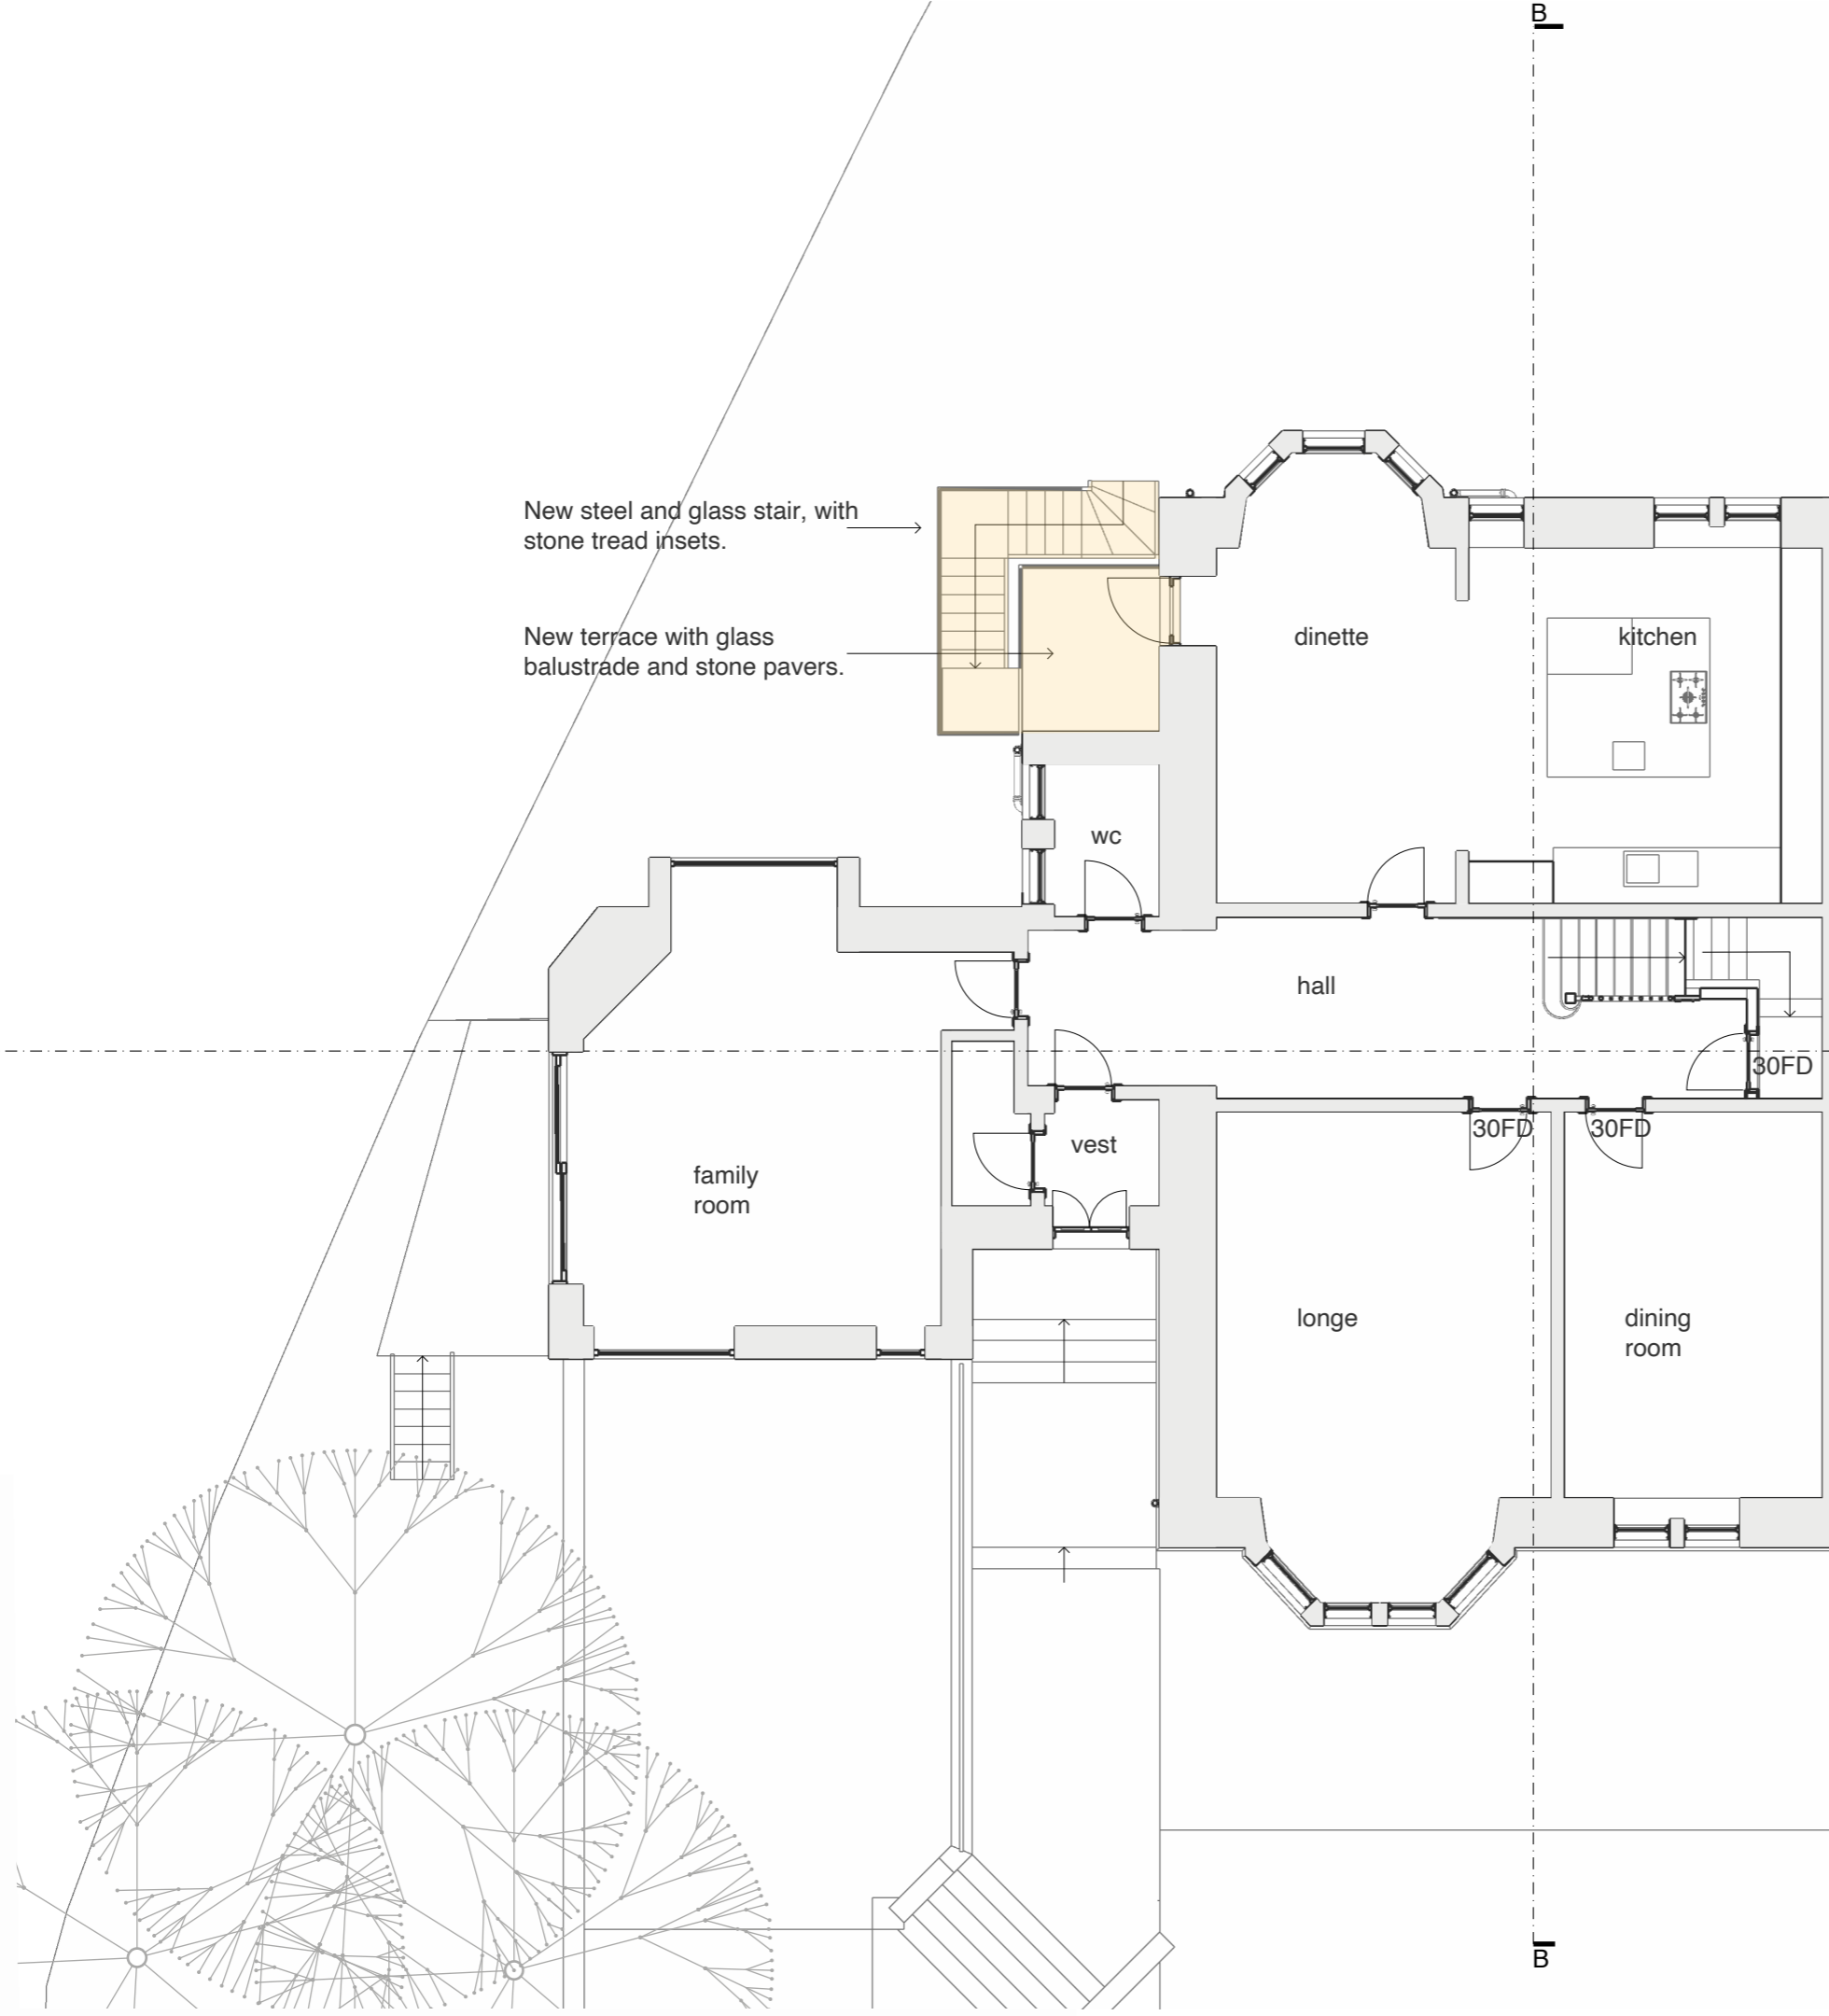 B
New steel and glass stair, with
stone tread insets.
New terrace with glass
balustrade and stone pavers.
dinette
kitchen
wc
hall
30FD
30FD
30FD
vest
family
room
longe
dining
room
B